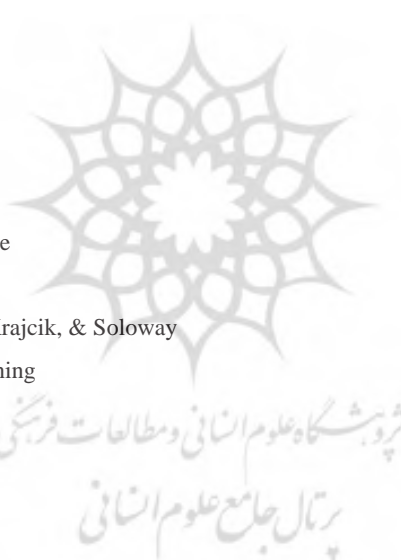 e
rajcik, & Soloway
ning
پژوهشگاه علوم انسانی و مطالعات فرهنگی
پرتال جامع علوم انسانی